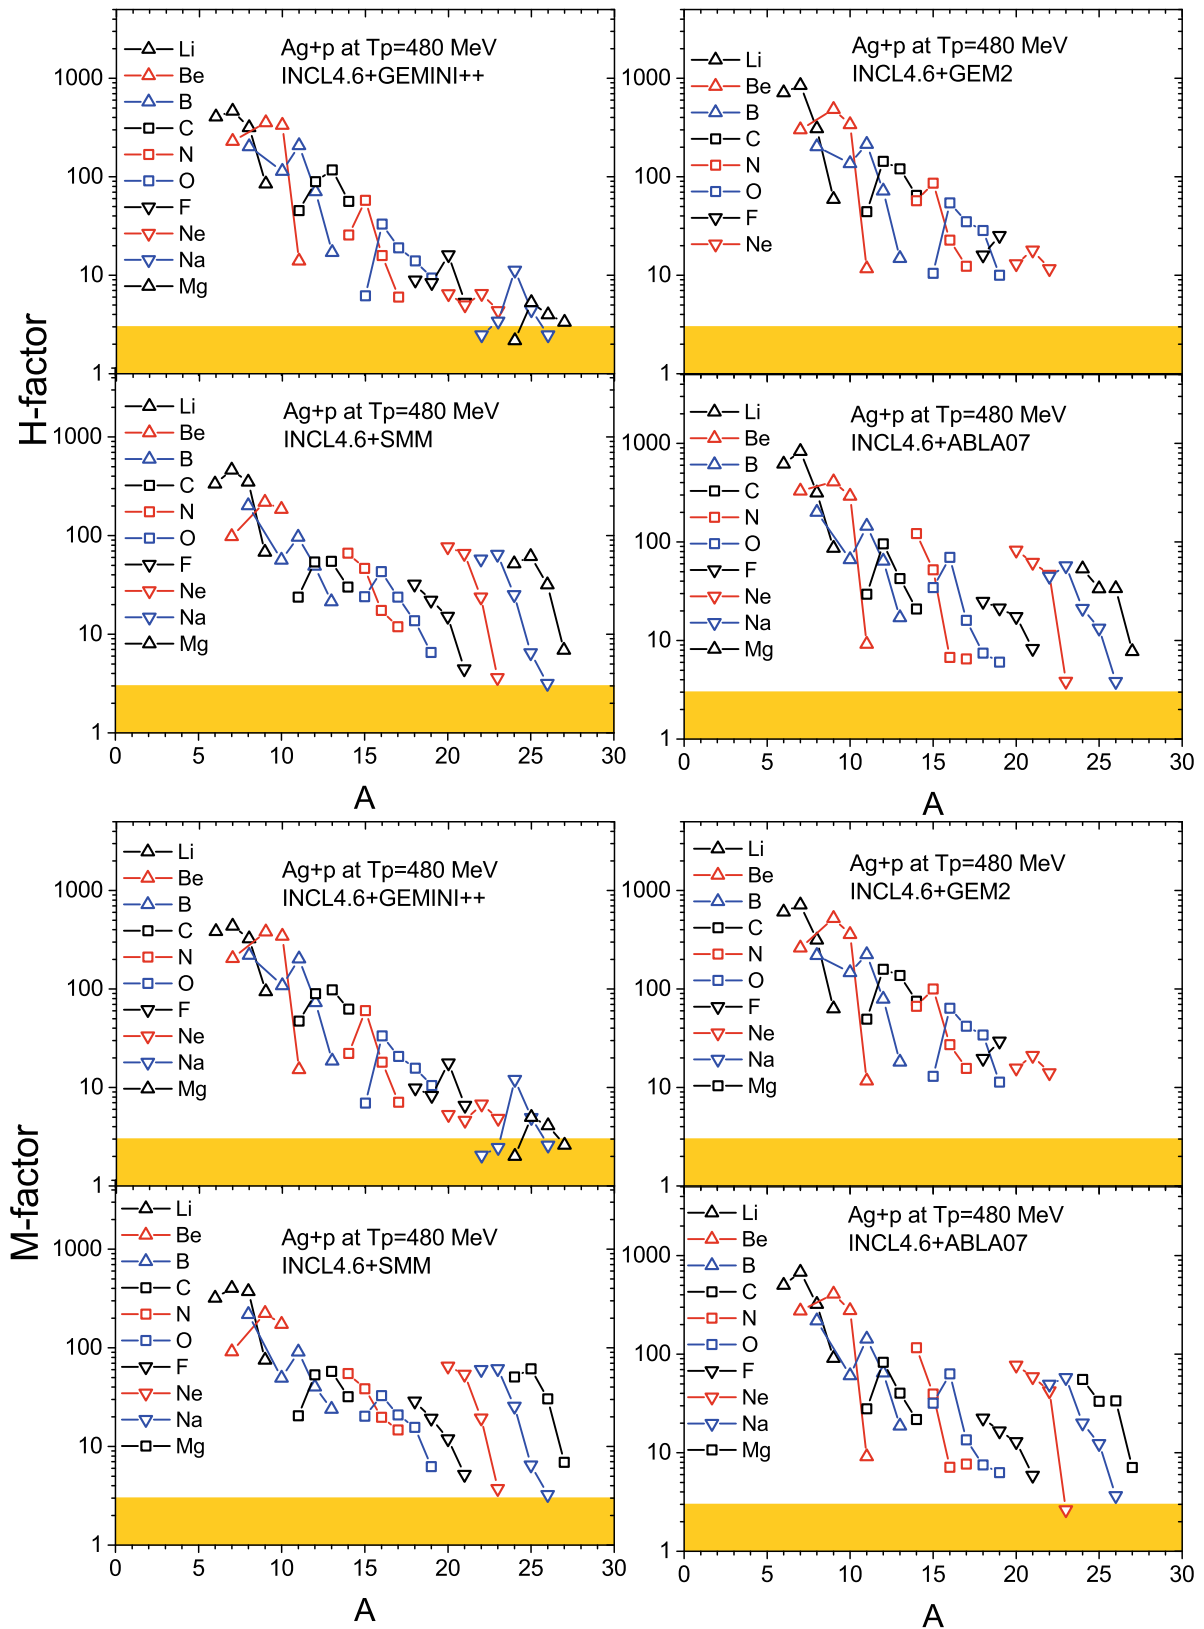 H-factor
Ag+p at Tp=480 MeV
INCL4.6+GEMINI++
Li
Be
B
C
N
O
F
Ne
Na
Mg
1000
100
10
1
Ag+p at Tp=480 MeV
INCL4.6+GEM2
Li
Be
B
C
N
O
F
Ne
1000
100
10
1
Ag+p at Tp=480 MeV
INCL4.6+SMM
Li
Be
B
C
N
O
F
Ne
Na
Mg
1000
100
10
1
0 5 10 15 20 25 30
A
Ag+p at Tp=480 MeV
INCL4.6+ABLA07
Li
Be
B
C
N
O
F
Ne
Na
Mg
1000
100
10
1
0 5 10 15 20 25 30
A
M-factor
Ag+p at Tp=480 MeV
INCL4.6+GEMINI++
Li
Be
B
C
N
O
F
Ne
Na
Mg
1000
100
10
1
Ag+p at Tp=480 MeV
INCL4.6+GEM2
Li
Be
B
C
N
O
F
Ne
Na
Mg
1000
100
10
1
Ag+p at Tp=480 MeV
INCL4.6+SMM
Li
Be
B
C
N
O
F
Ne
Na
Mg
1000
100
10
1
0 5 10 15 20 25 30
A
Ag+p at Tp=480 MeV
INCL4.6+ABLA07
Li
Be
B
C
N
O
F
Ne
Na
Mg
1000
100
10
1
0 5 10 15 20 25 30
A